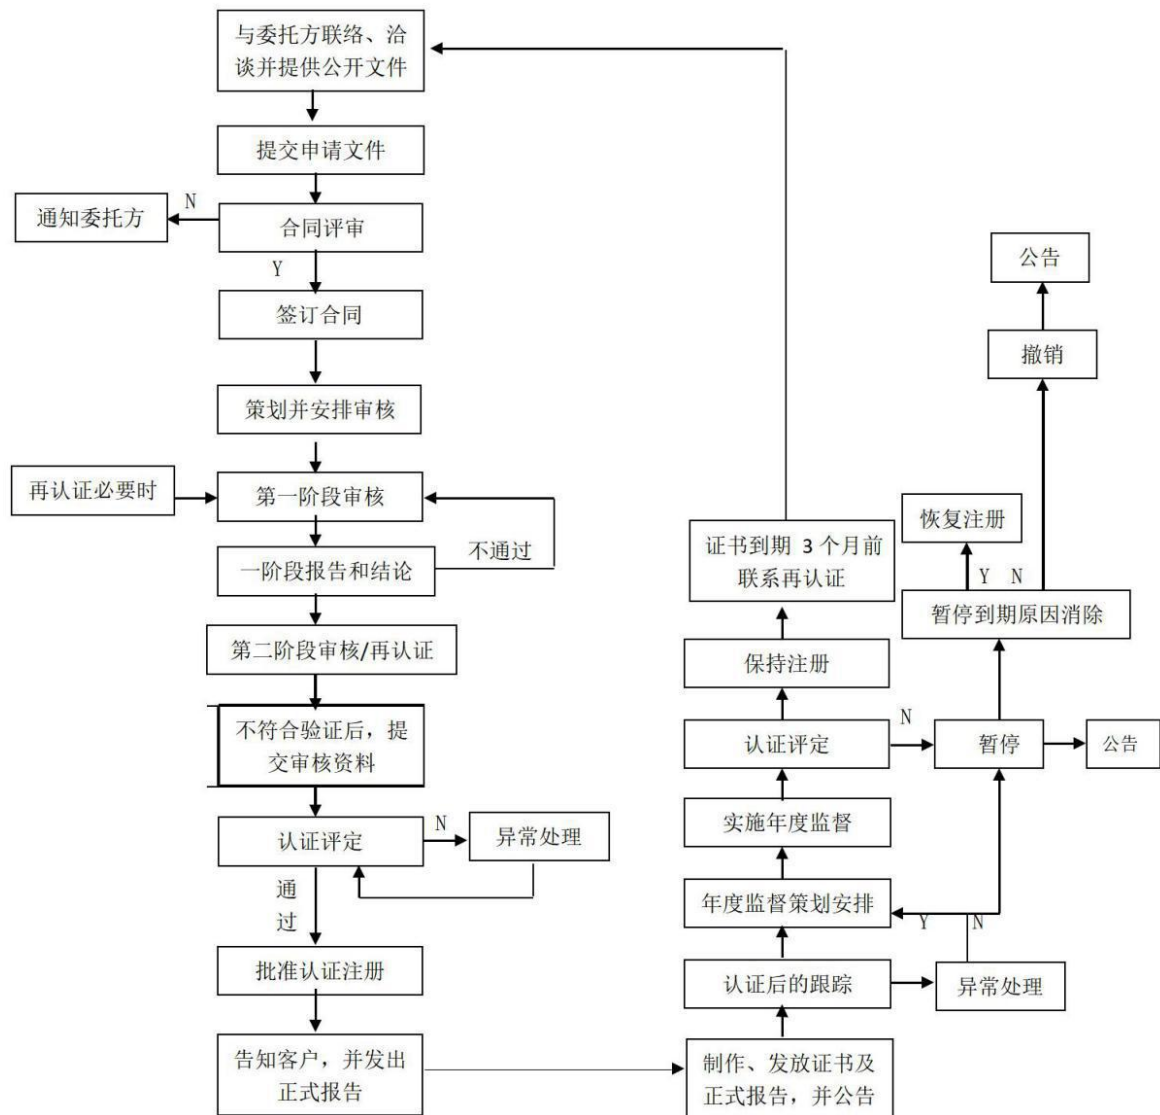 与委托方联络、洽
谈并提供公开文件
提交申请文件
通知委托方
N
合同评审
Y
签订合同
策划并安排审核
再认证必要时
第一阶段审核
不通过
一阶段报告和结论
第二阶段审核/再认证
不符合验证后，提
交审核资料
认证评定
N
异常处理
通
过
批准认证注册
告知客户，并发出
正式报告
公告
撤销
恢复注册
证书到期 3 个月前
联系再认证
Y N
暂停到期原因消除
保持注册
认证评定
N
暂停
公告
实施年度监督
年度监督策划安排
Y N
认证后的跟踪
异常处理
制作、发放证书及
正式报告，并公告